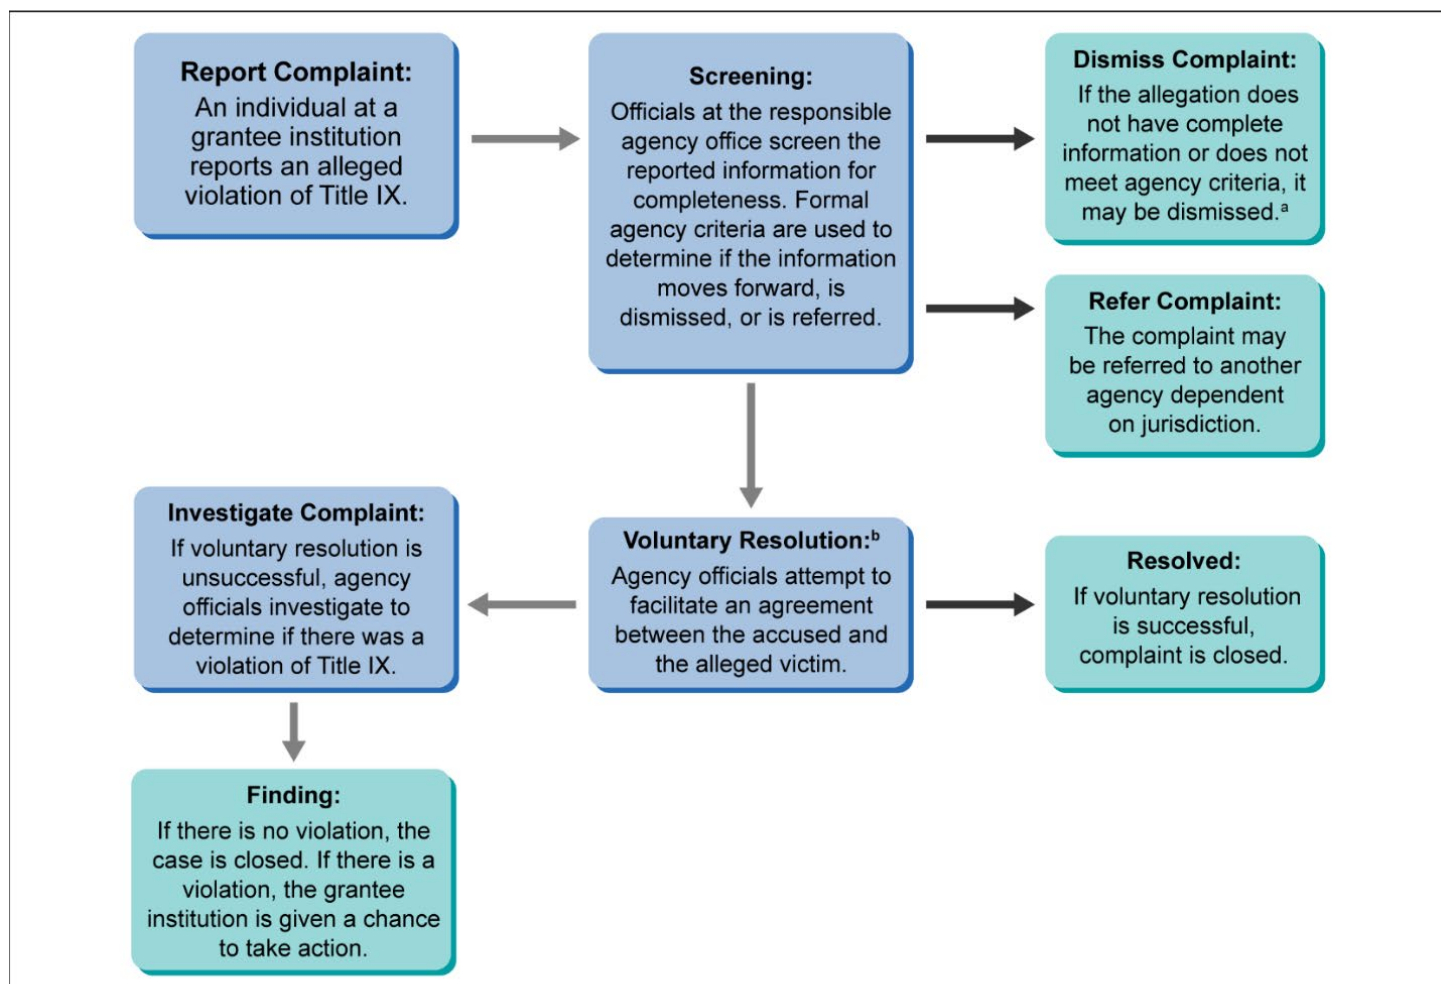 Report Complaint:
An individual at a
grantee institution
reports an alleged
violation of Title IX.
Screening:
Officials at the responsible
agency office screen the
reported information for
completeness. Formal
agency criteria are used to
determine if the information
moves forward, is
dismissed, or is referred.
Dismiss Complaint:
If the allegation does
not have complete
information or does not
meet agency criteria, it
may be dismissed.ᵃ
Refer Complaint:
The complaint may
be referred to another
agency dependent
on jurisdiction.
Investigate Complaint:
If voluntary resolution is
unsuccessful, agency
officials investigate to
determine if there was a
violation of Title IX.
Voluntary Resolution:ᵇ
Agency officials attempt to
facilitate an agreement
between the accused and
the alleged victim.
Resolved:
If voluntary resolution
is successful,
complaint is closed.
Finding:
If there is no violation, the
case is closed. If there is a
violation, the grantee
institution is given a chance
to take action.